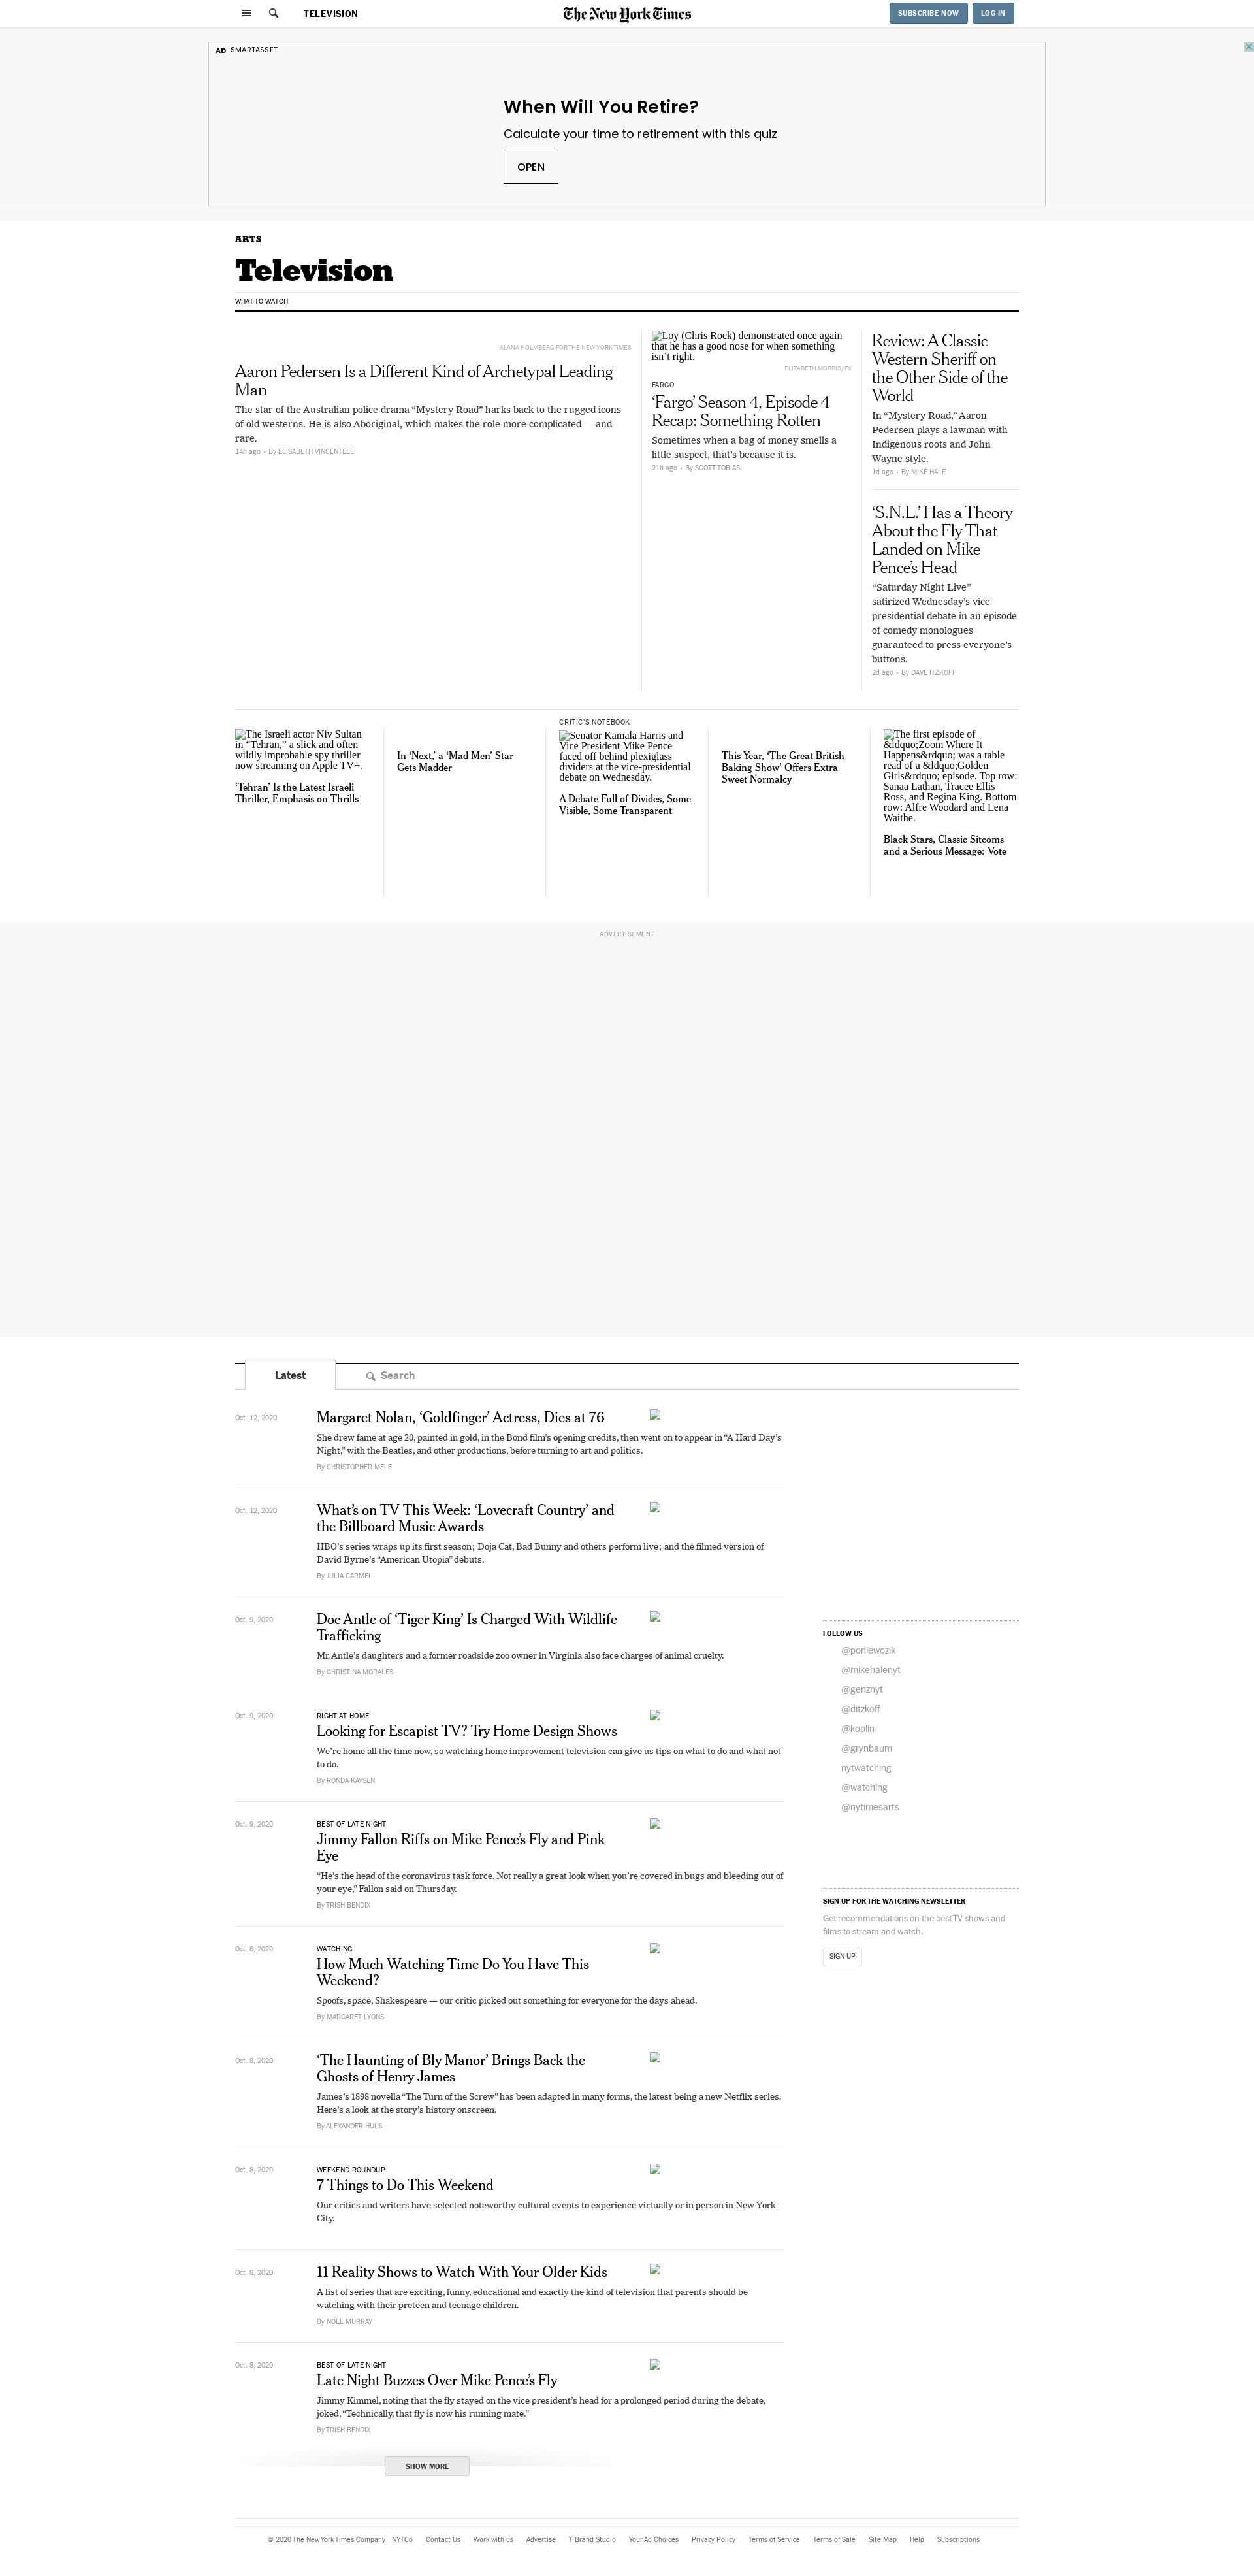 TELEVISION
The New York Times
SUBSCRIBE NOW
LOG IN
AD SMARTASSET
When Will You Retire?
Calculate your time to retirement with this quiz
OPEN
ARTS
Television
WHAT TO WATCH
ALANA HOLMBERG FOR THE NEW YORK TIMES
Aaron Pedersen Is a Different Kind of Archetypal Leading
Man
The star of the Australian police drama “Mystery Road” harks back to the rugged icons
of old westerns. He is also Aboriginal, which makes the role more complicated — and
rare.
14h ago · By ELISABETH VINCENTELLI
Loy (Chris Rock) demonstrated once again
that he has a good nose for when something
isn’t right.
ELIZABETH MORRIS/FX
FARGO
‘Fargo’ Season 4, Episode 4
Recap: Something Rotten
Sometimes when a bag of money smells a
little suspect, that’s because it is.
21h ago · By SCOTT TOBIAS
Review: A Classic
Western Sheriff on
the Other Side of the
World
In “Mystery Road,” Aaron
Pedersen plays a lawman with
Indigenous roots and John
Wayne style.
1d ago · By MIKE HALE
‘S.N.L.’ Has a Theory
About the Fly That
Landed on Mike
Pence’s Head
“Saturday Night Live”
satirized Wednesday’s vice-
presidential debate in an episode
of comedy monologues
guaranteed to press everyone’s
buttons.
2d ago · By DAVE ITZKOFF
The Israeli actor Niv Sultan
in “Tehran,” a slick and often
wildly improbable spy thriller
now streaming on Apple TV+.
‘Tehran’ Is the Latest Israeli
Thriller, Emphasis on Thrills
In ‘Next,’ a ‘Mad Men’ Star
Gets Madder
CRITIC’S NOTEBOOK
Senator Kamala Harris and
Vice President Mike Pence
faced off behind plexiglass
dividers at the vice-presidential
debate on Wednesday.
A Debate Full of Divides, Some
Visible, Some Transparent
This Year, ‘The Great British
Baking Show’ Offers Extra
Sweet Normalcy
The first episode of
&ldquo;Zoom Where It
Happens&rdquo; was a table
read of a &ldquo;Golden
Girls&rdquo; episode. Top row:
Sanaa Lathan, Tracee Ellis
Ross, and Regina King. Bottom
row: Alfre Woodard and Lena
Waithe.
Black Stars, Classic Sitcoms
and a Serious Message: Vote
ADVERTISEMENT
Latest
Search
Oct. 12, 2020
Margaret Nolan, ‘Goldfinger’ Actress, Dies at 76
She drew fame at age 20, painted in gold, in the Bond film’s opening credits, then went on to appear in “A Hard Day’s
Night,” with the Beatles, and other productions, before turning to art and politics.
By CHRISTOPHER MELE
Oct. 12, 2020
What’s on TV This Week: ‘Lovecraft Country’ and
the Billboard Music Awards
HBO’s series wraps up its first season; Doja Cat, Bad Bunny and others perform live; and the filmed version of
David Byrne’s “American Utopia” debuts.
By JULIA CARMEL
Oct. 9, 2020
Doc Antle of ‘Tiger King’ Is Charged With Wildlife
Trafficking
Mr. Antle’s daughters and a former roadside zoo owner in Virginia also face charges of animal cruelty.
By CHRISTINA MORALES
Oct. 9, 2020
RIGHT AT HOME
Looking for Escapist TV? Try Home Design Shows
We’re home all the time now, so watching home improvement television can give us tips on what to do and what not
to do.
By RONDA KAYSEN
Oct. 9, 2020
BEST OF LATE NIGHT
Jimmy Fallon Riffs on Mike Pence’s Fly and Pink
Eye
“He’s the head of the coronavirus task force. Not really a great look when you’re covered in bugs and bleeding out of
your eye,” Fallon said on Thursday.
By TRISH BENDIX
Oct. 8, 2020
WATCHING
How Much Watching Time Do You Have This
Weekend?
Spoofs, space, Shakespeare — our critic picked out something for everyone for the days ahead.
By MARGARET LYONS
Oct. 8, 2020
‘The Haunting of Bly Manor’ Brings Back the
Ghosts of Henry James
James’s 1898 novella “The Turn of the Screw” has been adapted in many forms, the latest being a new Netflix series.
Here’s a look at the story’s history onscreen.
By ALEXANDER HULS
Oct. 8, 2020
WEEKEND ROUNDUP
7 Things to Do This Weekend
Our critics and writers have selected noteworthy cultural events to experience virtually or in person in New York
City.
Oct. 8, 2020
11 Reality Shows to Watch With Your Older Kids
A list of series that are exciting, funny, educational and exactly the kind of television that parents should be
watching with their preteen and teenage children.
By NOEL MURRAY
Oct. 8, 2020
BEST OF LATE NIGHT
Late Night Buzzes Over Mike Pence’s Fly
Jimmy Kimmel, noting that the fly stayed on the vice president’s head for a prolonged period during the debate,
joked, “Technically, that fly is now his running mate.”
By TRISH BENDIX
SHOW MORE
FOLLOW US
@poniewozik
@mikehalenyt
@genznyt
@ditzkoff
@koblin
@grynbaum
nytwatching
@watching
@nytimesarts
SIGN UP FOR THE WATCHING NEWSLETTER
Get recommendations on the best TV shows and
films to stream and watch.
SIGN UP
© 2020 The New York Times Company NYTCo Contact Us Work with us Advertise T Brand Studio Your Ad Choices Privacy Policy Terms of Service Terms of Sale Site Map Help Subscriptions